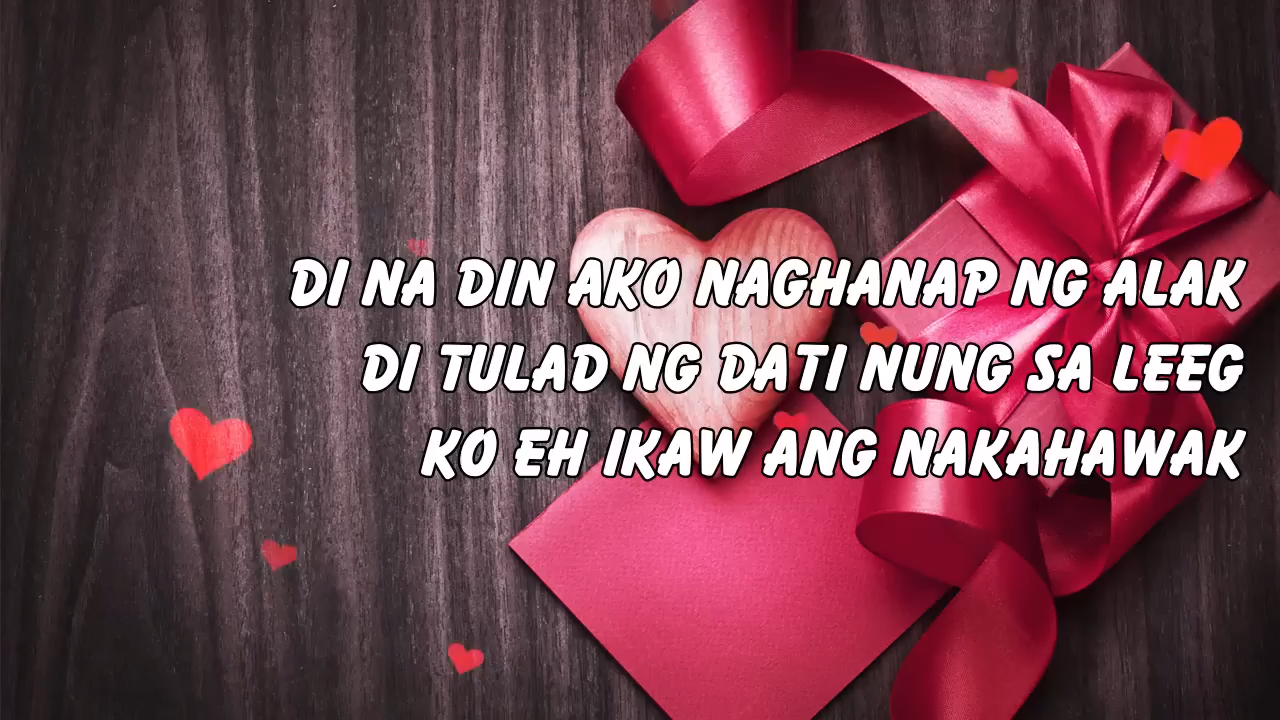 DI NA DIN AKO NAGHANAP NG ALAK
DI TULAD NG DATI NUNG SA LEEG
KO EH IKAW ANG NAKAHAWAK